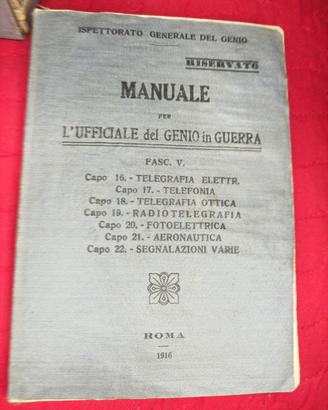 ISPETTORATO GENERALE DEL GENIO
RISERVATO
MANUALE
PER
L'UFFICIALE del GENIO in GUERRA
FASC. V.
Capo 16. - TELEGRAFIA ELETTR.
Capo 17. - TELEFONIA
Capo 18. - TELEGRAFIA OTTICA
Capo 19. - RADIOTELEGRAFIA
Capo 20. - FOTOELETTRICA
Capo 21. - AERONAUTICA
Capo 22. - SEGNALAZIONI VARIE
ROMA
1916